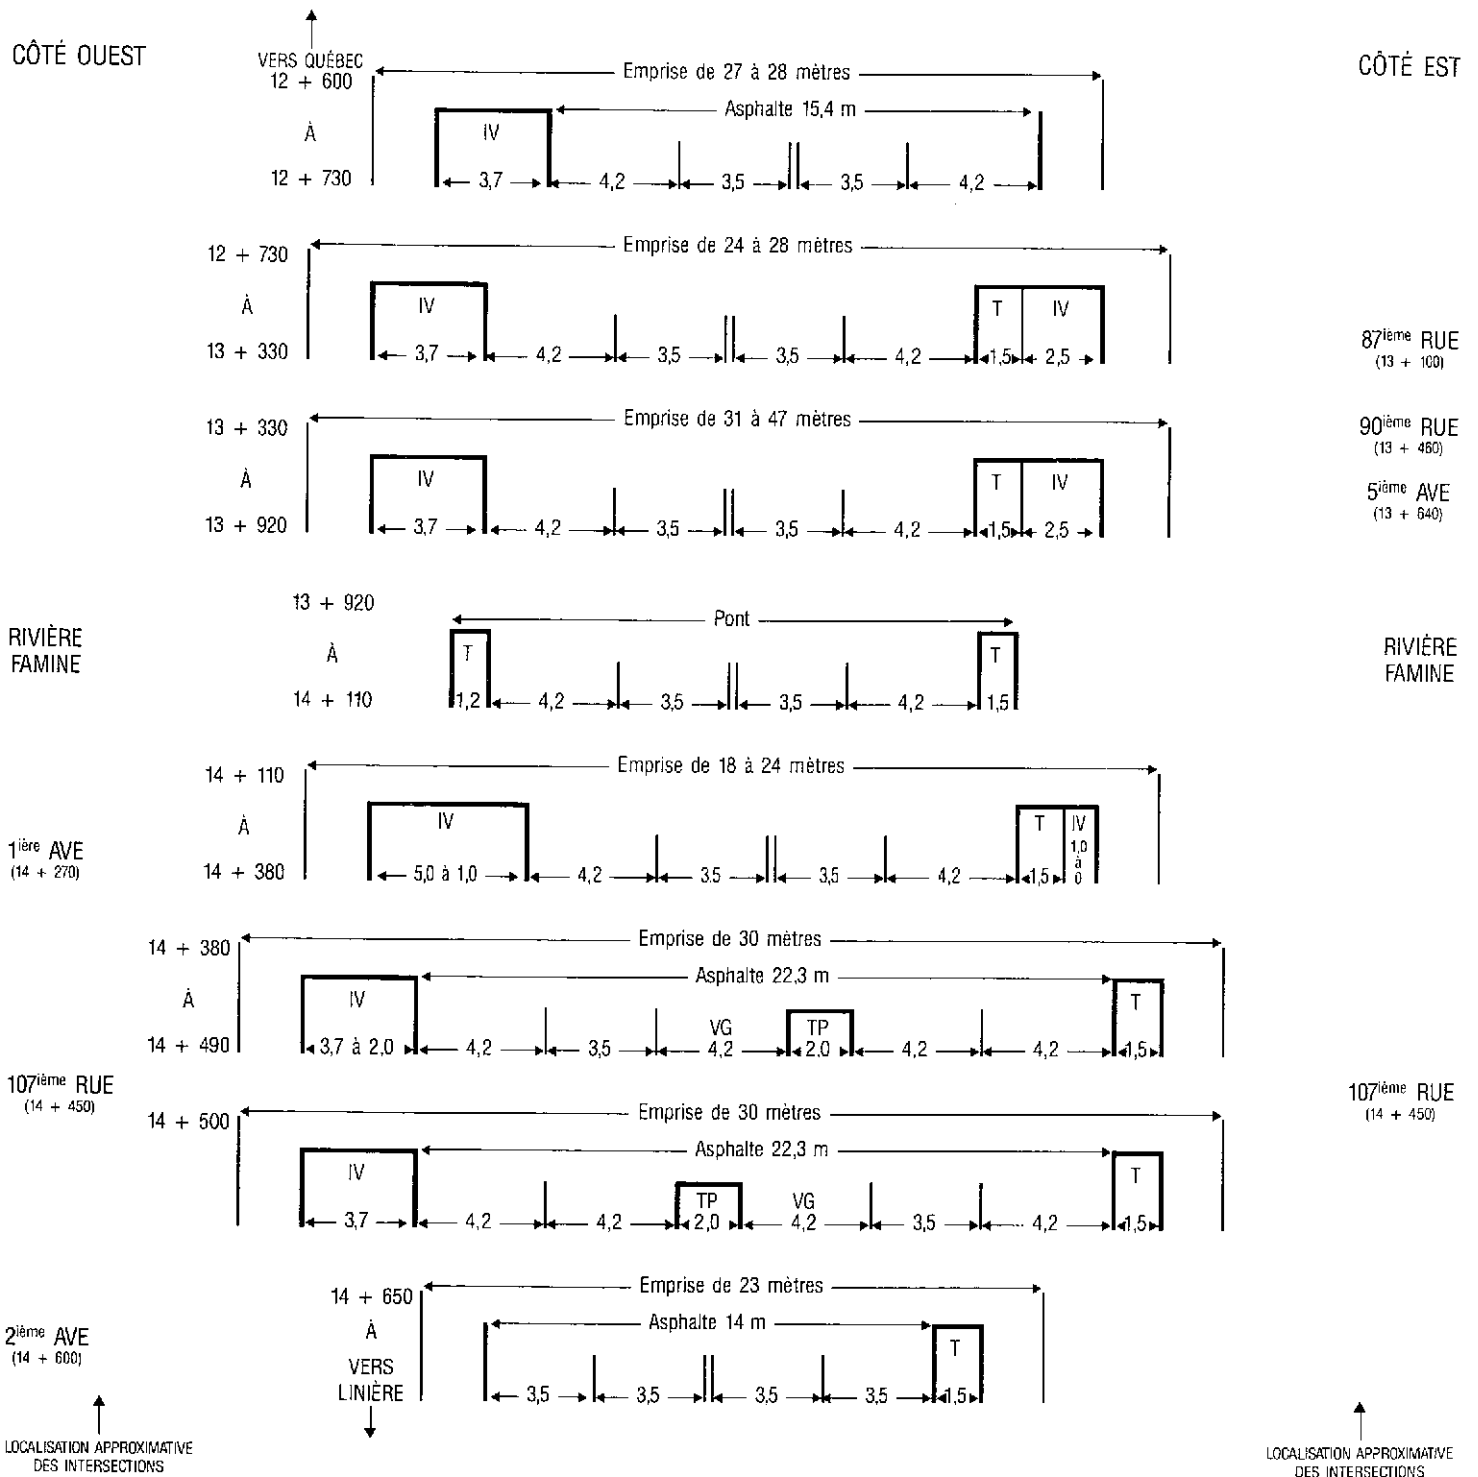 CÔTÉ OUEST
VERS QUÉBEC
CÔTÉ EST
12 + 600
À
12 + 730
Emprise de 27 à 28 mètres
Asphalte 15,4 m
IV
3,7 4,2 3,5 3,5 4,2
12 + 730
À
13 + 330
Emprise de 24 à 28 mètres
IV T IV
3,7 4,2 3,5 3,5 4,2 1,5 2,5
87ième RUE
(13 + 100)
13 + 330
À
13 + 920
Emprise de 31 à 47 mètres
IV T IV
3,7 4,2 3,5 3,5 4,2 1,5 2,5
90ième RUE
(13 + 460)
5ième AVE
(13 + 640)
RIVIÈRE
FAMINE
13 + 920
À
14 + 110
Pont
T T
1,2 4,2 3,5 3,5 4,2 1,5
RIVIÈRE
FAMINE
1ière AVE
(14 + 270)
14 + 110
À
14 + 380
Emprise de 18 à 24 mètres
IV T IV
1,0
à
0
5,0 à 1,0 4,2 3.5 3,5 4,2 1,5
14 + 380
À
14 + 490
Emprise de 30 mètres
Asphalte 22,3 m
IV VG TP T
3,7 à 2,0 4,2 3,5 4,2 2.0 4,2 4,2 1,5
107ième RUE
(14 + 450)
107ième RUE
(14 + 450)
14 + 500
Emprise de 30 mètres
Asphalte 22,3 m
IV TP VG T
3,7 4,2 4,2 2,0 4,2 3,5 4,2 1,5
2ième AVE
(14 + 600)
14 + 650
À
VERS
LINIÈRE
Emprise de 23 mètres
Asphalte 14 m
T
3,5 3,5 3,5 3,5 1,5
LOCALISATION APPROXIMATIVE
DES INTERSECTIONS
LOCALISATION APPROXIMATIVE
DES INTERSECTIONS